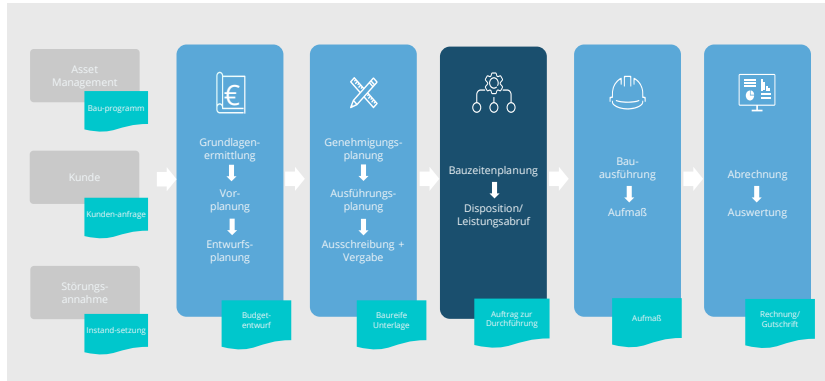 Asset
Management
Bau-programm
Kunde
Kunden-anfrage
Störungs-
annahme
Instand-setzung
€
Grundlagen-
ermittlung
Vor-
planung
Entwurfs-
planung
Budget-
entwurf
Genehmigungs-
planung
Ausführungs-
planung
Ausschreibung +
Vergabe
Baureife
Unterlage
Bauzeitenplanung
Disposition/
Leistungsabruf
Auftrag zur
Durchführung
Bau-
ausführung
Aufmaß
Aufmaß
Abrechnung
Auswertung
Rechnung/
Gutschrift